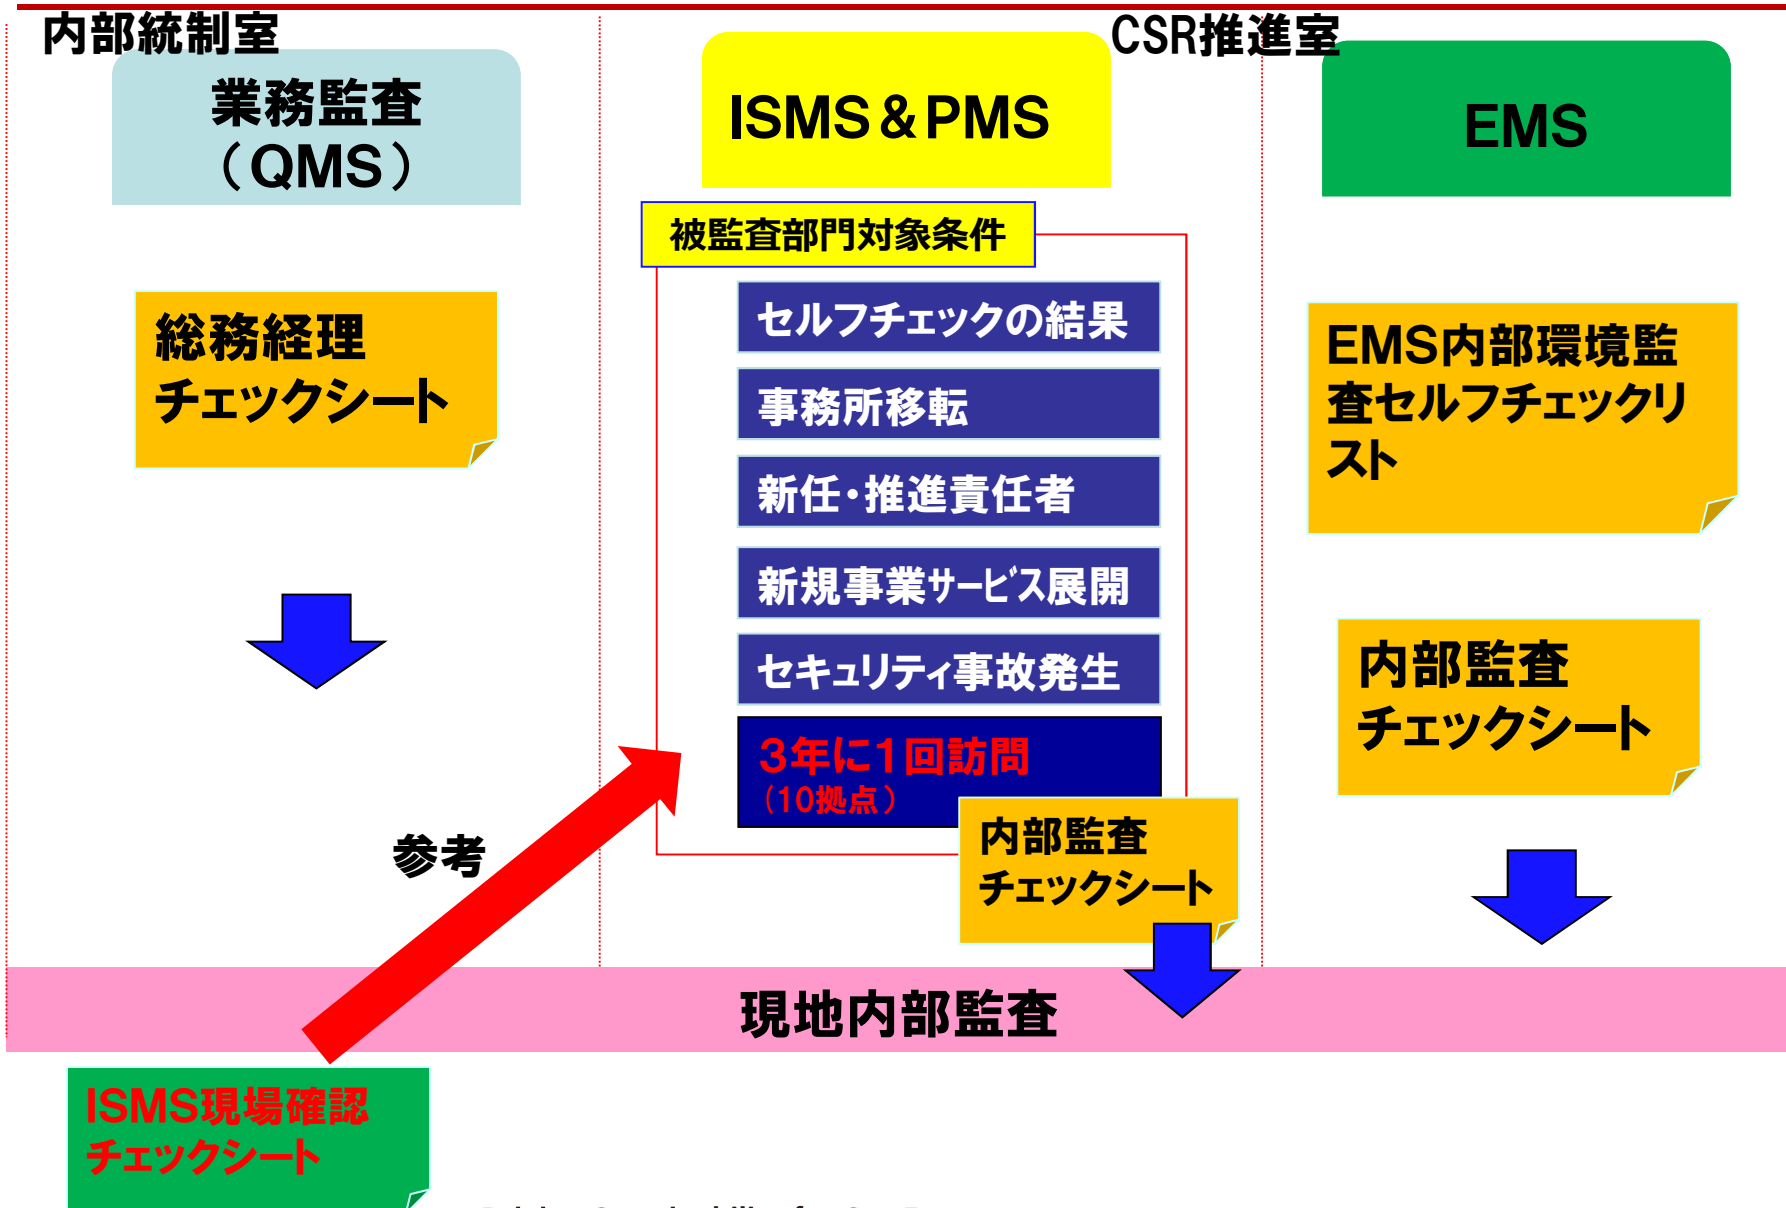 内部統制室
CSR推進室
業務監査
（QMS）
ISMS＆PMS
EMS
被監査部門対象条件
総務経理
チェックシート
セルフチェックの結果
事務所移転
新任・推進責任者
新規事業サービス展開
セキュリティ事故発生
３年に１回訪問
（10拠点）
内部監査
チェックシート
EMS内部環境監
査セルフチェックリ
スト
内部監査
チェックシート
参考
現地内部監査
ISMS現場確認
チェックシート